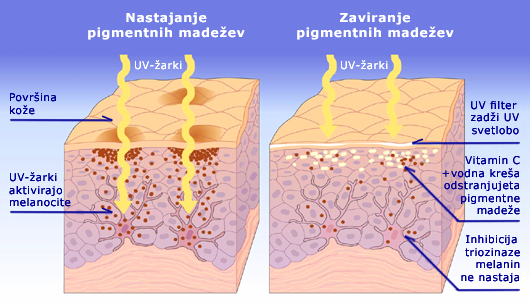 Nastajanje
pigmentnih madežev
UV-žarki
Površina
kože
UV-žarki
aktivirajo
melanocite
Zaviranje
pigmentnih madežev
UV-žarki
UV filter
zadži UV
svetlobo
Vitamin C
+vodna kreša
odstranjujeta
pigmentne
madeže
Inhibicija
triozinaze
melanin
ne nastaja